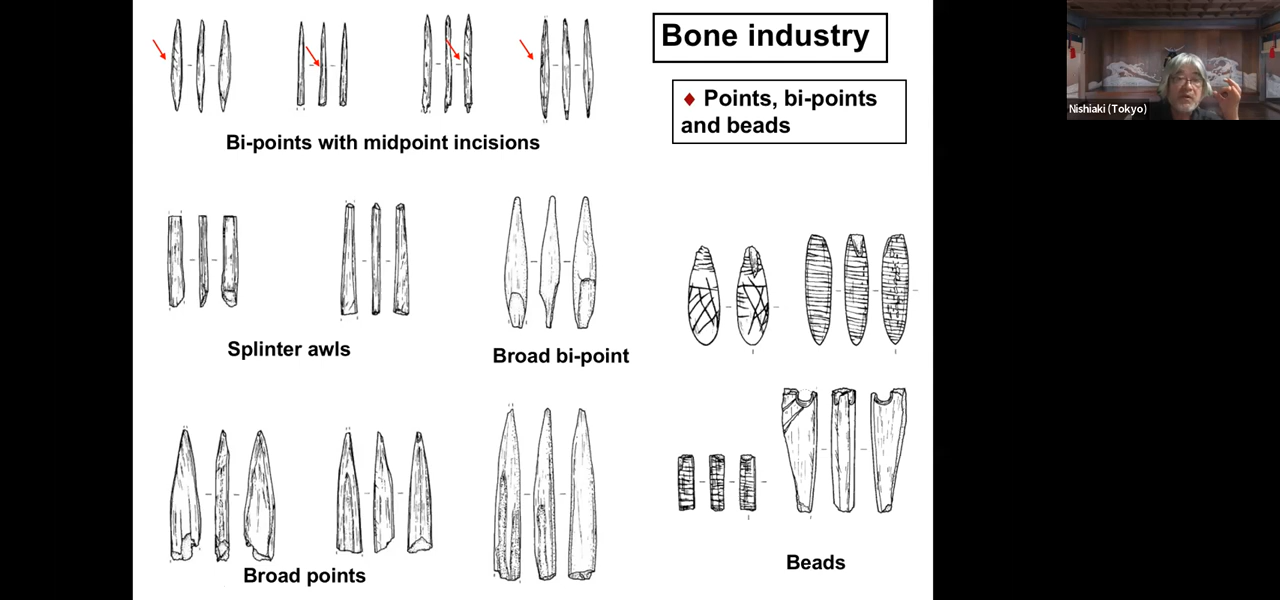 Bone industry
♦ Points, bi-points
and beads
Nishiaki (Tokyo)
Bi-points with midpoint incisions
Splinter awls
Broad bi-point
Broad points
Beads